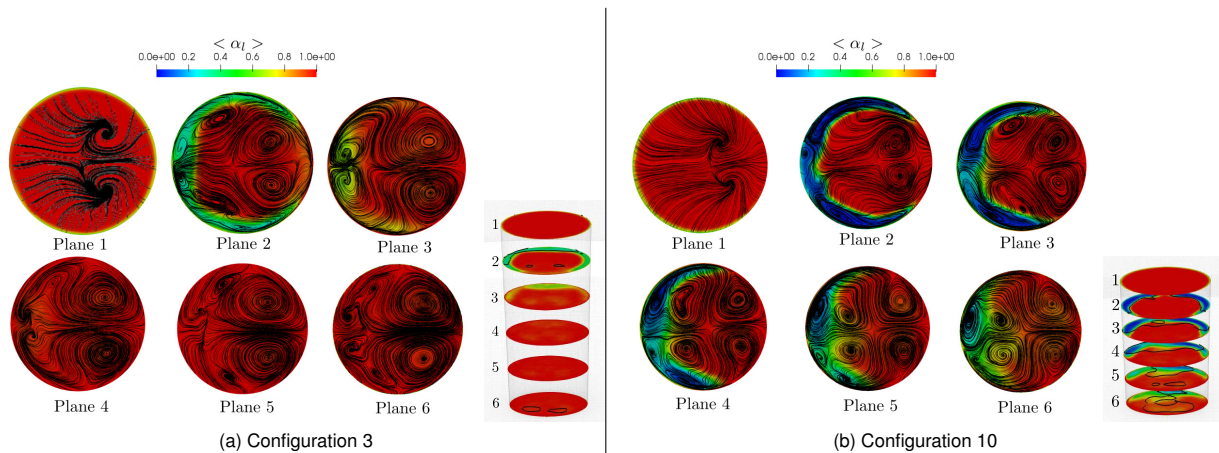 < αl >
0.0e+00 0.2 0.4 0.6 0.8 1.0e+00
Plane 1
Plane 2
Plane 3
Plane 4
Plane 5
Plane 6
1
2
3
4
5
6
(a) Configuration 3
< αl >
0.0e+00 0.2 0.4 0.6 0.8 1.0e+00
Plane 1
Plane 2
Plane 3
Plane 4
Plane 5
Plane 6
1
2
3
4
5
6
(b) Configuration 10